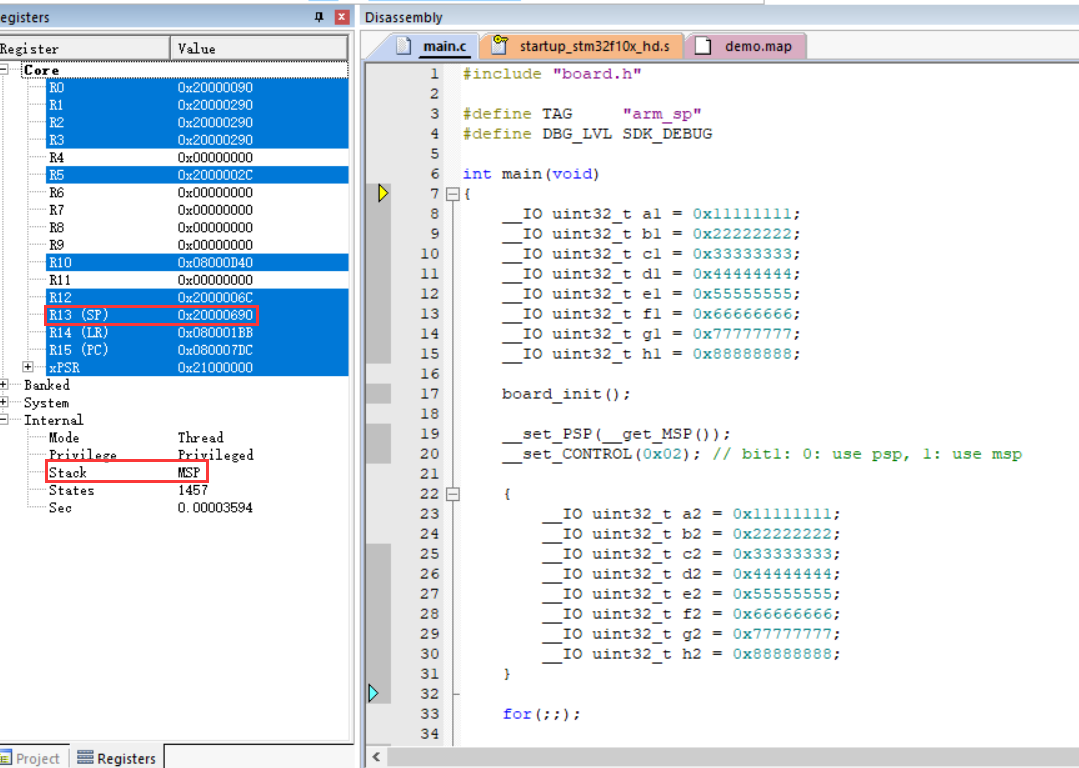 egisters
Register Value
Core
R0 0x20000090
R1 0x20000290
R2 0x20000290
R3 0x20000290
R4 0x00000000
R5 0x2000002C
R6 0x00000000
R7 0x00000000
R8 0x00000000
R9 0x00000000
R10 0x08000D40
R11 0x00000000
R12 0x2000006C
R13 (SP) 0x20000690
R14 (LR) 0x080001BB
R15 (PC) 0x080007DC
xPSR 0x21000000
Banked
System
Internal
Mode Thread
Privilege Privileged
Stack MSP
States 1457
Sec 0.00003594
Project Registers
Disassembly
main.c startup_stm32f10x_hd.s demo.map
1 #include "board.h"
2
3 #define TAG "arm_sp"
4 #define DBG_LVL SDK_DEBUG
5
6 int main(void)
7 {
8 __IO uint32_t a1 = 0x11111111;
9 __IO uint32_t b1 = 0x22222222;
10 __IO uint32_t c1 = 0x33333333;
11 __IO uint32_t d1 = 0x44444444;
12 __IO uint32_t e1 = 0x55555555;
13 __IO uint32_t f1 = 0x66666666;
14 __IO uint32_t g1 = 0x77777777;
15 __IO uint32_t h1 = 0x88888888;
16
17 board_init();
18
19 __set_PSP(__get_MSP());
20 __set_CONTROL(0x02); // bit1: 0: use psp, 1: use msp
21
22 {
23 __IO uint32_t a2 = 0x11111111;
24 __IO uint32_t b2 = 0x22222222;
25 __IO uint32_t c2 = 0x33333333;
26 __IO uint32_t d2 = 0x44444444;
27 __IO uint32_t e2 = 0x55555555;
28 __IO uint32_t f2 = 0x66666666;
29 __IO uint32_t g2 = 0x77777777;
30 __IO uint32_t h2 = 0x88888888;
31 }
32
33 for(;;);
34